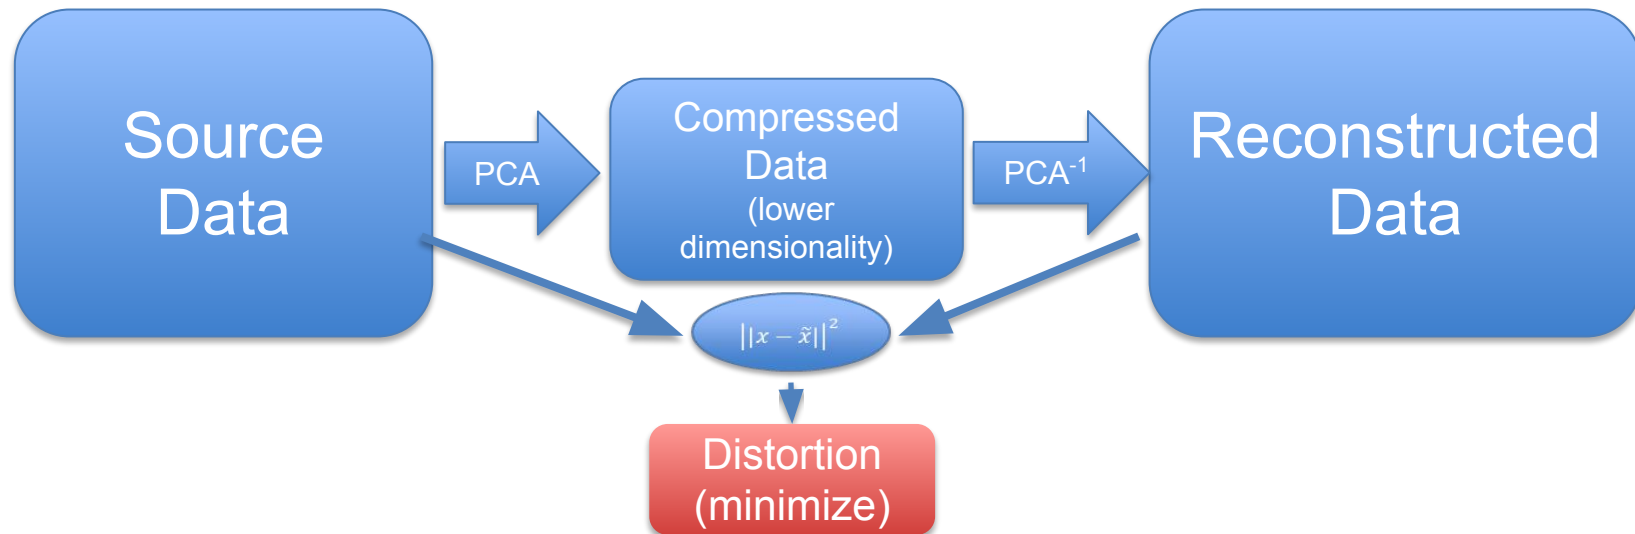 Source
Data
PCA
Compressed
Data
(lower
dimensionality)
PCA⁻¹
Reconstructed
Data
||x − x̃||²
Distortion
(minimize)